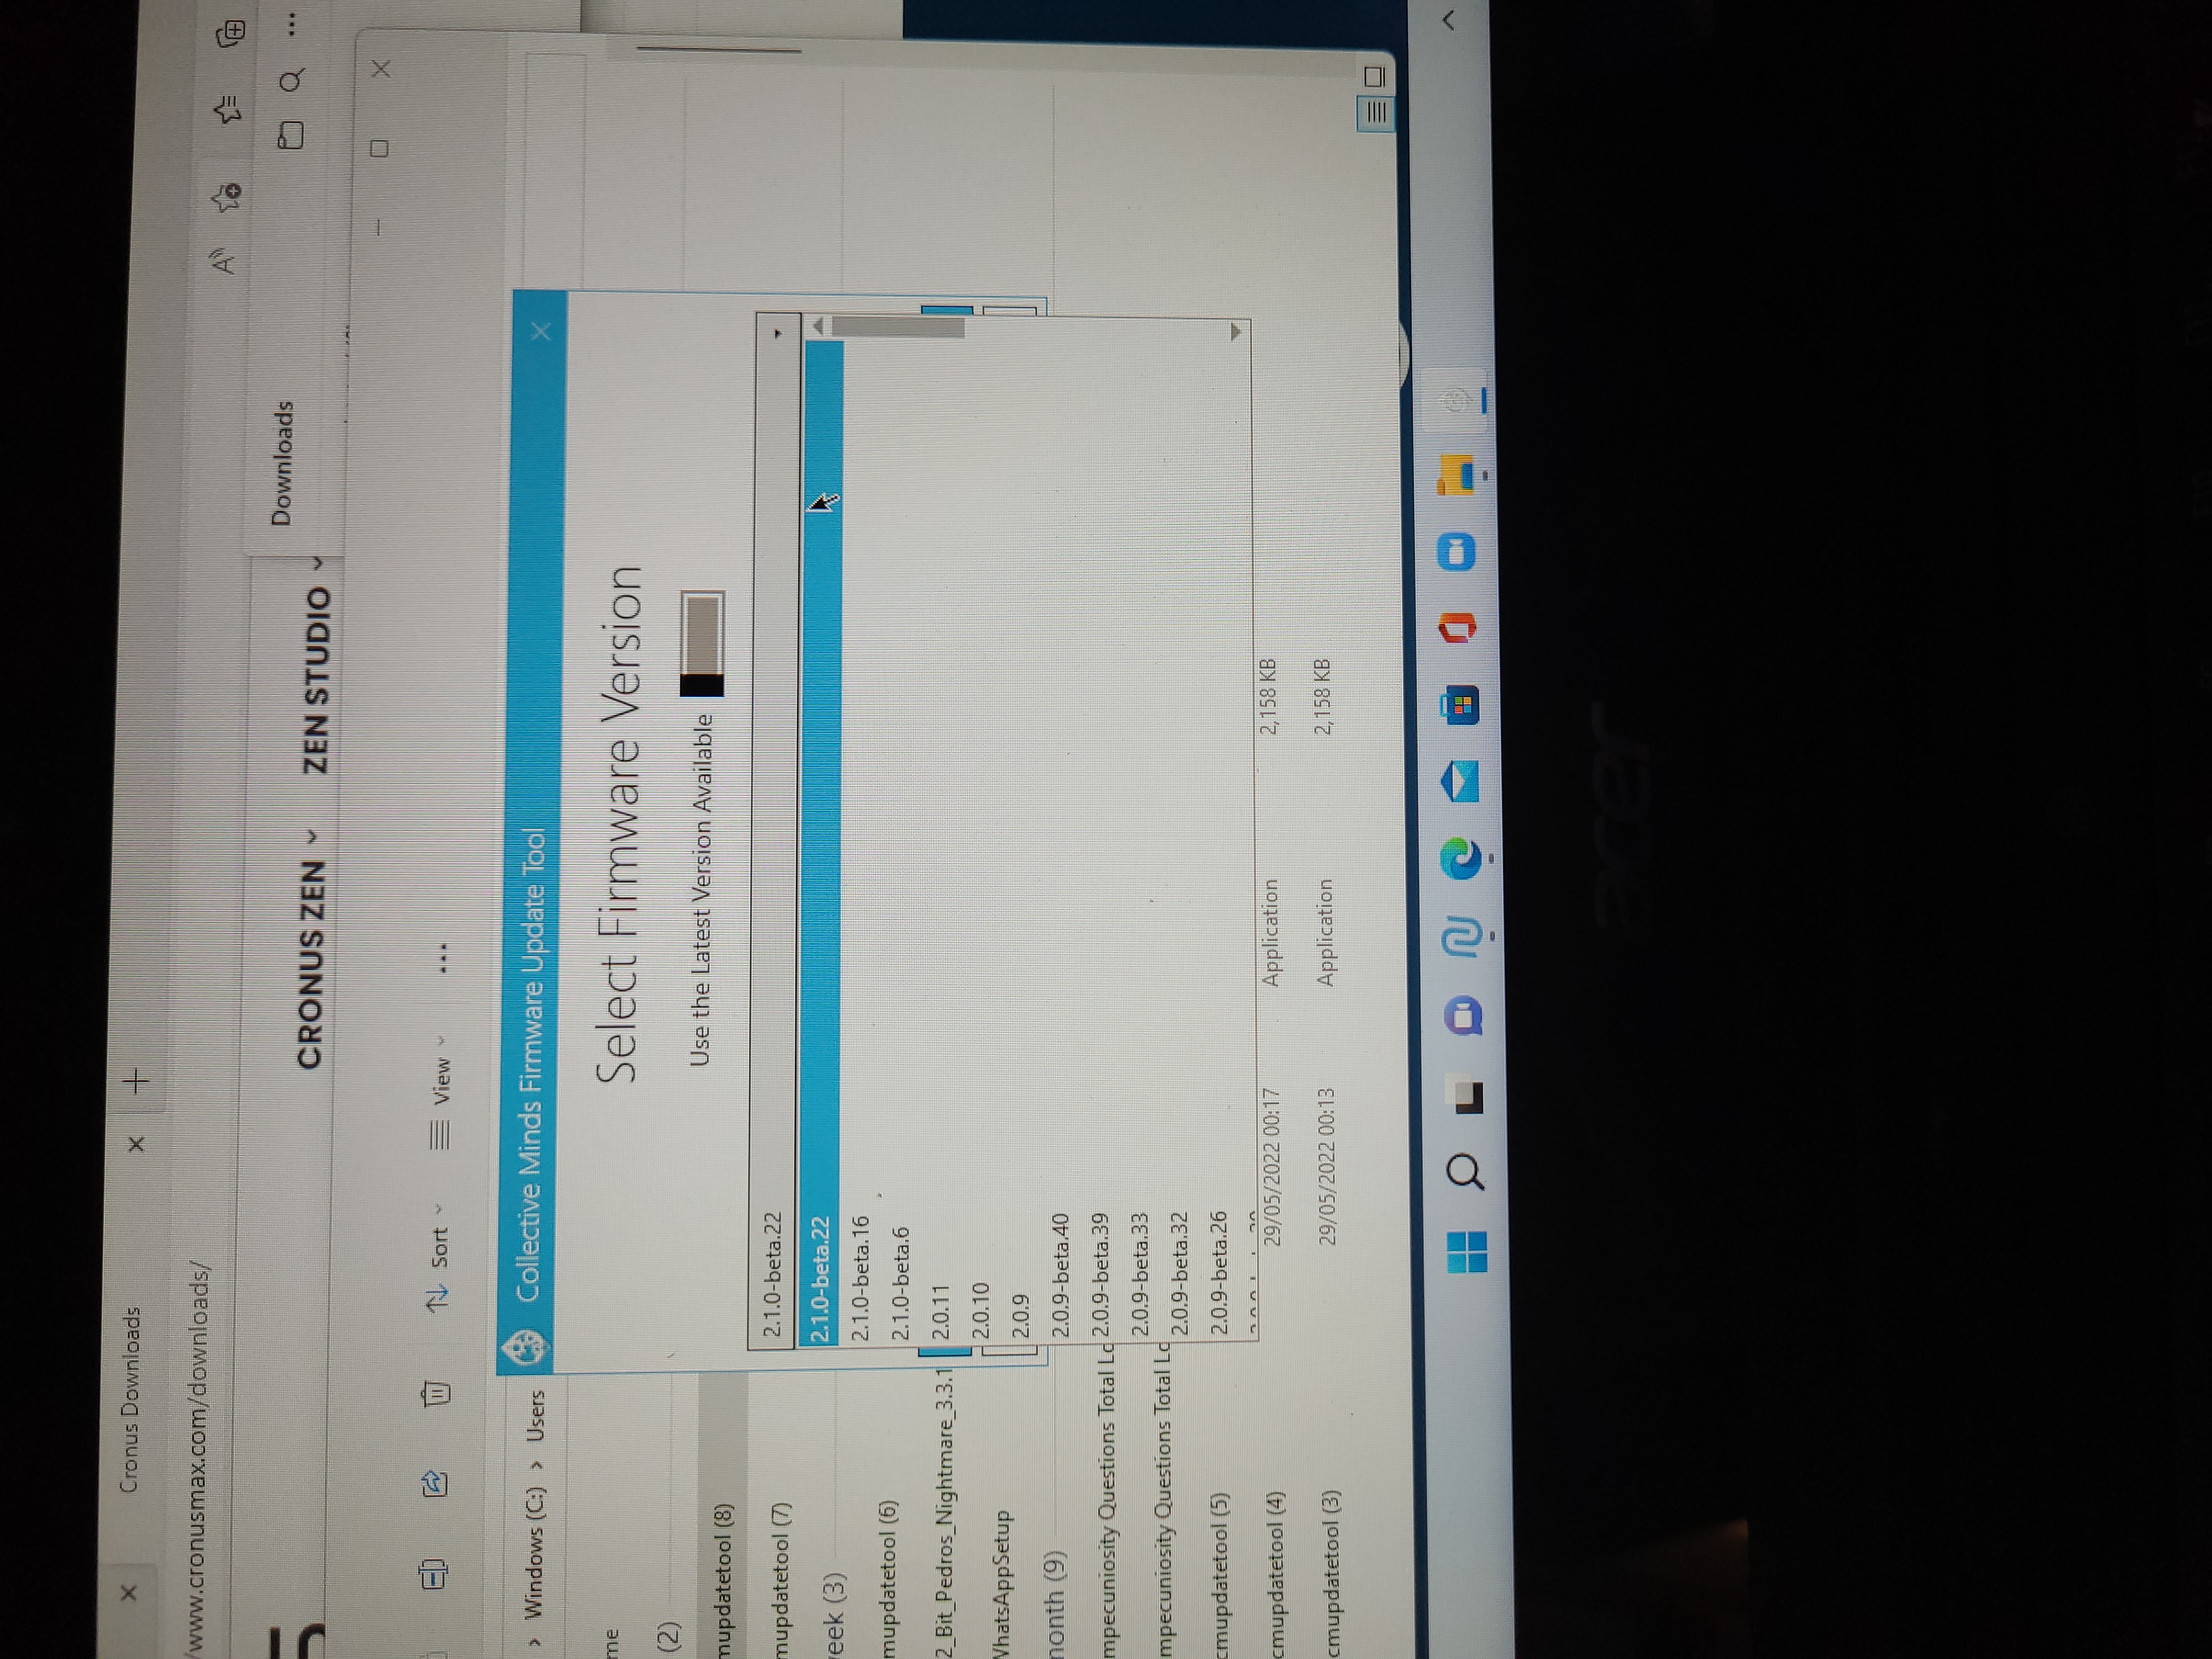 Cronus Downloads
/www.cronusmax.com/downloads/
Downloads
CRONUS ZEN
ZEN STUDIO
Sort
View
Windows (C:) > Users
Collective Minds Firmware Update Tool
Select Firmware Version
Use the Latest Version Available
2.1.0-beta.22
2.1.0-beta.22
2.1.0-beta.16
2.1.0-beta.6
2.0.11
2.0.10
2.0.9
2.0.9-beta.40
2.0.9-beta.39
2.0.9-beta.33
2.0.9-beta.32
2.0.9-beta.26
me
(2)
mupdatetool (8)
mupdatetool (7)
eek (3)
mupdatetool (6)
2_Bit_Pedros_Nightmare_3.3.1
WhatsAppSetup
month (9)
mpecuniosity Questions Total Lo
mpecuniosity Questions Total Lo
cmupdatetool (5)
cmupdatetool (4) 29/05/2022 00:17 Application 2,158 KB
cmupdatetool (3) 29/05/2022 00:13 Application 2,158 KB
acer